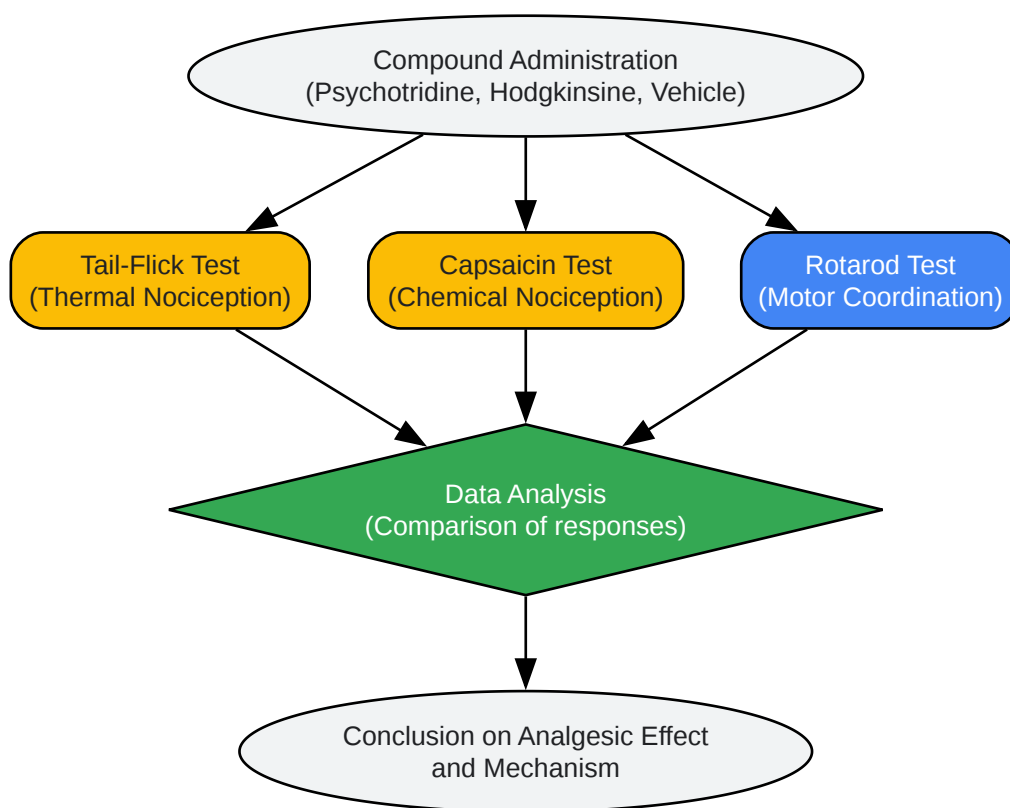 Compound Administration
(Psychotridine, Hodgkinsine, Vehicle)
Tail-Flick Test
(Thermal Nociception)
Capsaicin Test
(Chemical Nociception)
Rotarod Test
(Motor Coordination)
Data Analysis
(Comparison of responses)
Conclusion on Analgesic Effect
and Mechanism